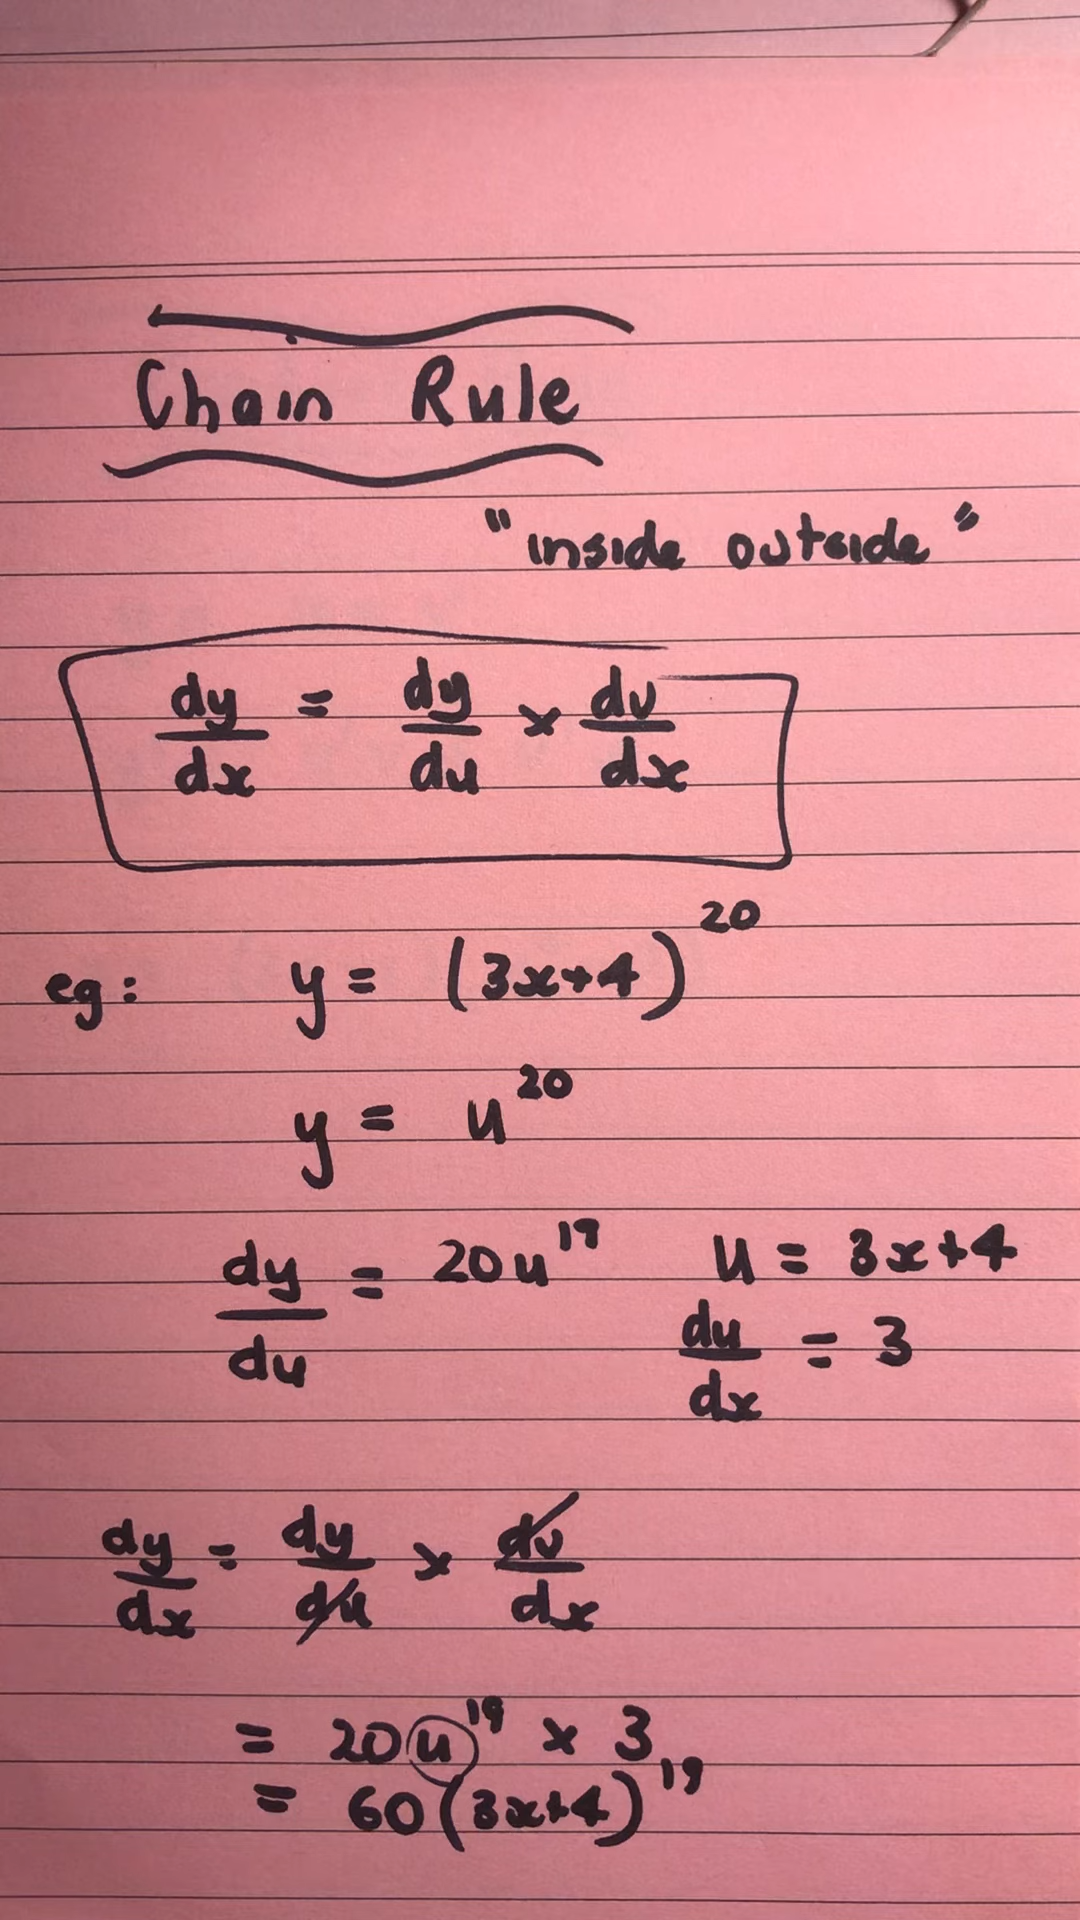 Chain Rule
"inside outside"
dy/dx = dy/du × du/dx
eg: y = (3x+4)^20
y = u^20
dy/du = 20u^19 u = 3x+4
du/dx = 3
dy/dx = dy/du × du/dx
= 20u^19 × 3
= 60(3x+4)^19